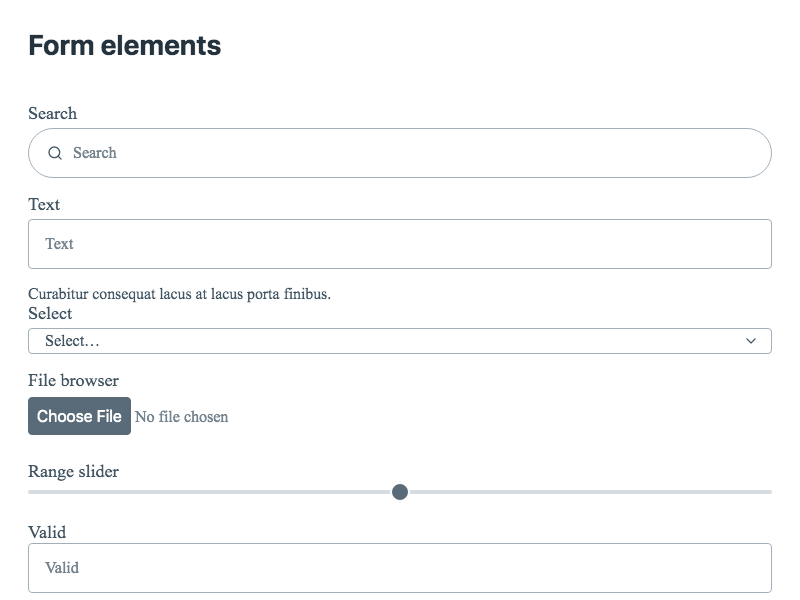 Form elements
Search
Search
Text
Text
Curabitur consequat lacus at lacus porta finibus.
Select
Select…
File browser
Choose File No file chosen
Range slider
Valid
Valid